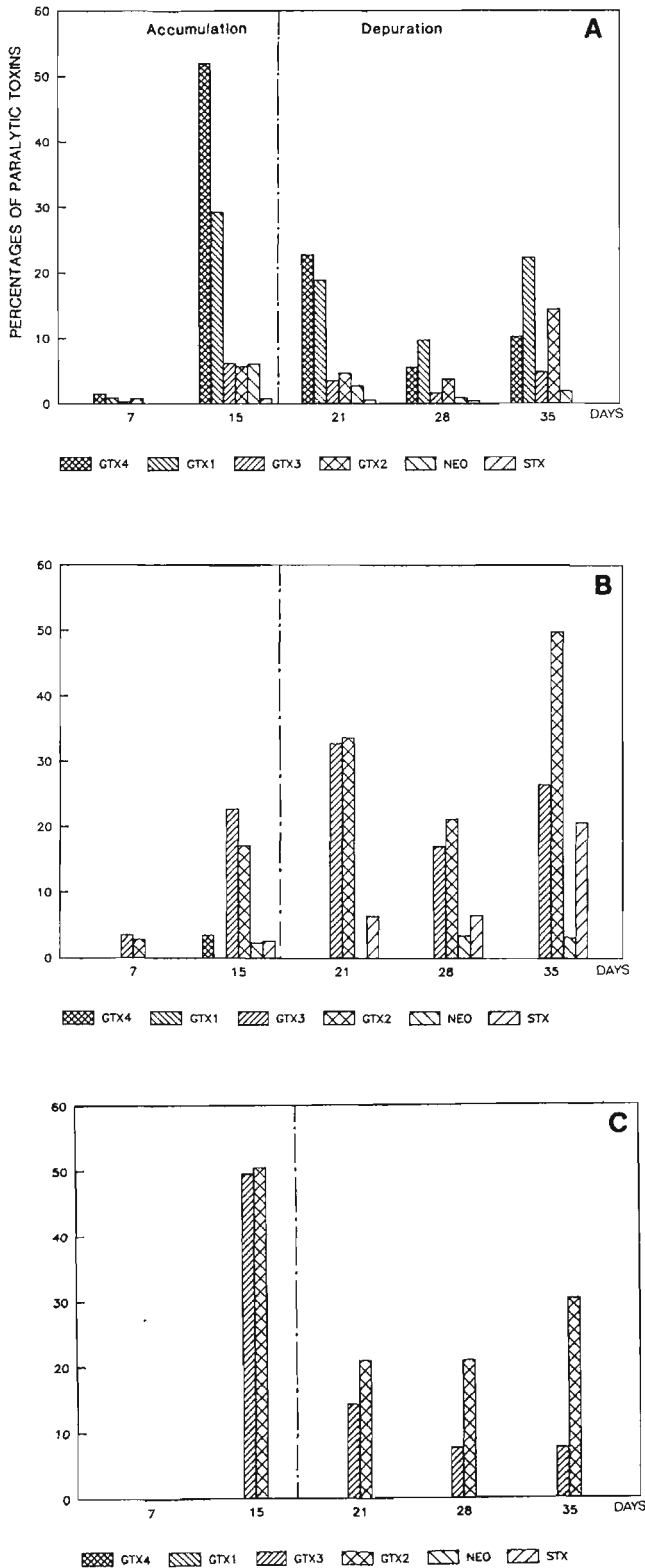 60
Accumulation Depuration A
50
40
30
20
10
0
PERCENTAGES OF PARALYTIC TOXINS
7 15 21 28 35 DAYS
GTX4 GTX1 GTX3 GTX2 NEO STX
60
B
50
40
30
20
10
0
7 15 21 28 35 DAYS
GTX4 GTX1 GTX3 GTX2 NEO STX
60
C
50
40
30
20
10
0
7 15 21 28 35 DAYS
GTX4 GTX1 GTX3 GTX2 NEO STX